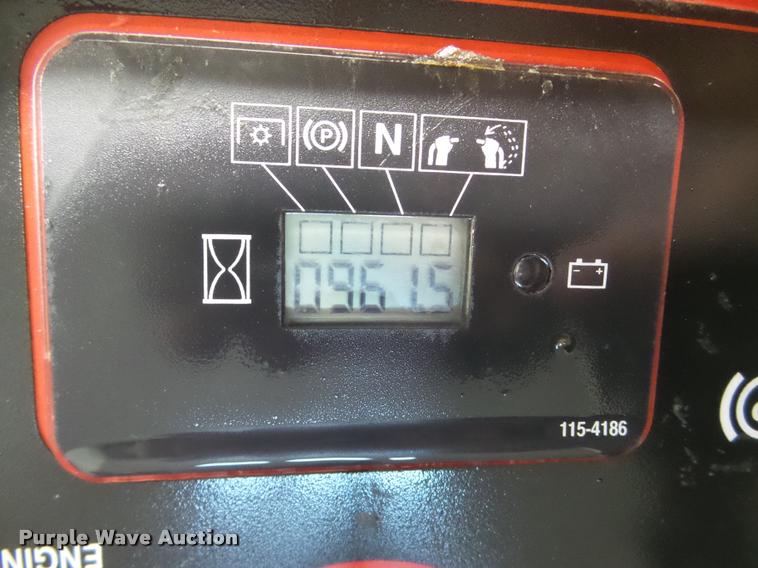 P N
0961.5
115-4186
ENGIN
Purple Wave Auction